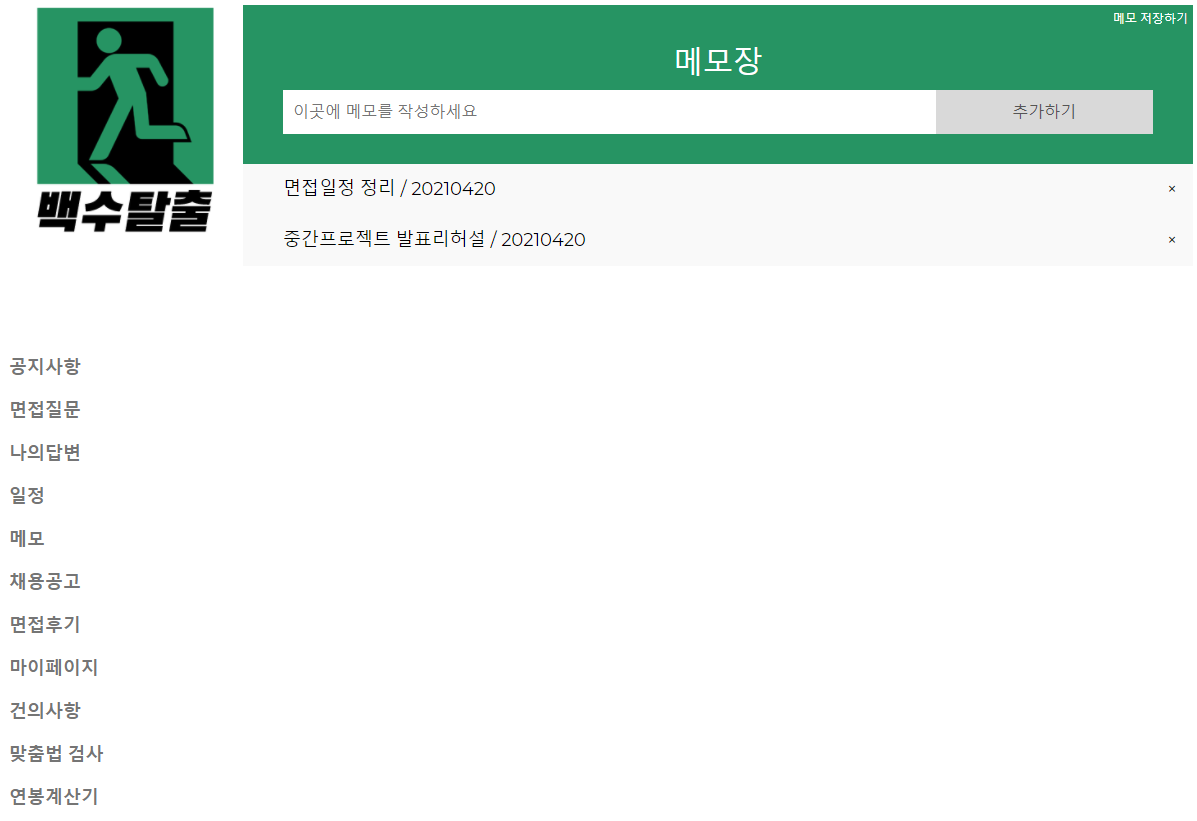 백수탈출
메모 저장하기
메모장
이곳에 메모를 작성하세요
추가하기
면접일정 정리 / 20210420
×
중간프로젝트 발표리허설 / 20210420
×
공지사항
면접질문
나의답변
일정
메모
채용공고
면접후기
마이페이지
건의사항
맞춤법 검사
연봉계산기